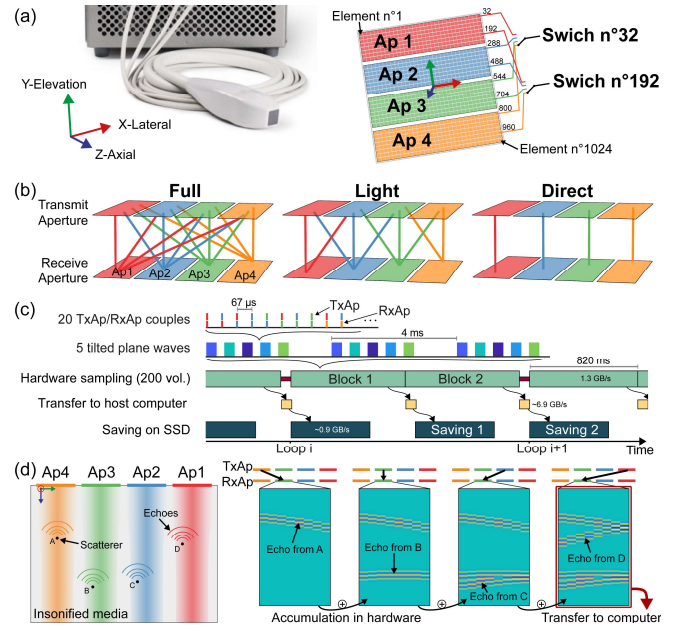 (a)
Y-Elevation
X-Lateral
Z-Axial
Element n°1
Ap 1
Ap 2
Ap 3
Ap 4
32
192
288
488
544
704
800
960
Swich n°32
Swich n°192
Element n°1024
(b)
Full
Light
Direct
Transmit
Aperture
Receive
Aperture
Ap1
Ap2
Ap3
Ap4
(c)
67 µs
TxAp
RxAp
20 TxAp/RxAp couples
...
4 ms
5 tilted plane waves
820 ms
Hardware sampling (200 vol.)
Block 1
Block 2
1.3 GB/s
Transfer to host computer
~6.9 GB/s
Saving on SSD
~0.9 GB/s
Saving 1
Saving 2
Loop i
Loop i+1
Time
(d)
Ap4
Ap3
Ap2
Ap1
Echoes
A
Scatterer
D
B
C
Insonified media
TxAp
RxAp
Echo from A
Echo from B
Echo from C
Echo from D
+
+
+
Accumulation in hardware
Transfer to computer